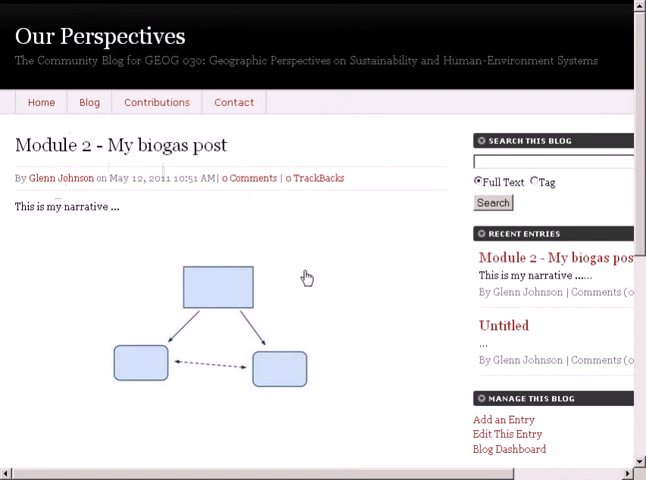 Our Perspectives
The Community Blog for GEOG 030: Geographic Perspectives on Sustainability and Human-Environment Systems
Home Blog Contributions Contact
Module 2 - My biogas post
By Glenn Johnson on May 12, 2011 10:51 AM | 0 Comments | 0 TrackBacks
This is my narrative ...
SEARCH THIS BLOG
Full Text Tag
Search
RECENT ENTRIES
Module 2 - My biogas pos
This is my narrative ......
By Glenn Johnson | Comments (0
Untitled
...
By Glenn Johnson | Comments (0
MANAGE THIS BLOG
Add an Entry
Edit This Entry
Blog Dashboard